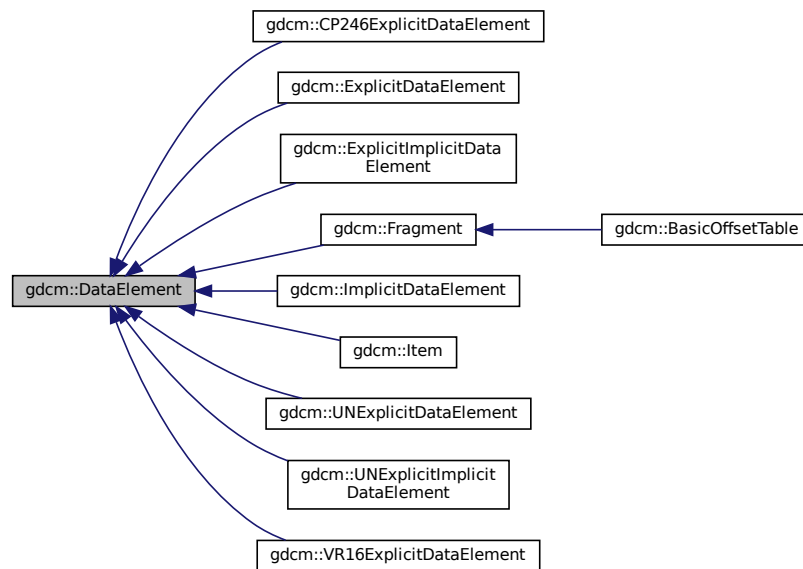 gdcm::CP246ExplicitDataElement
gdcm::ExplicitDataElement
gdcm::ExplicitImplicitData
Element
gdcm::Fragment
gdcm::BasicOffsetTable
gdcm::DataElement
gdcm::ImplicitDataElement
gdcm::Item
gdcm::UNExplicitDataElement
gdcm::UNExplicitImplicit
DataElement
gdcm::VR16ExplicitDataElement